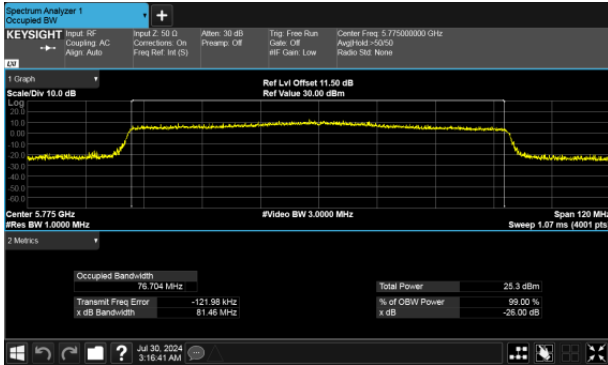 Spectrum Analyzer 1
Occupied BW
+
KEYSIGHT Input: RF Input Z: 50 Ω Atten: 30 dB Trig: Free Run Center Freq: 5.775000000 GHz
Coupling: AC Corrections: On Preamp: Off Gate: Off Avg|Hold:>50/50
Align: Auto Freq Ref: Int (S) #IF Gain: Low Radio Std: None
LXI
1 Graph
Ref Lvl Offset 11.50 dB
Scale/Div 10.0 dB Ref Value 30.00 dBm
Log
20.0
10.0
0.00
-10.0
-20.0
-30.0
-40.0
-50.0
-60.0
Center 5.775 GHz #Video BW 3.0000 MHz Span 120 MHz
#Res BW 1.0000 MHz Sweep 1.07 ms (4001 pts)
2 Metrics
Occupied Bandwidth
76.704 MHz Total Power 25.3 dBm
Transmit Freq Error -121.98 kHz % of OBW Power 99.00 %
x dB Bandwidth 81.46 MHz x dB -26.00 dB
? Jul 30, 2024
3:16:41 AM